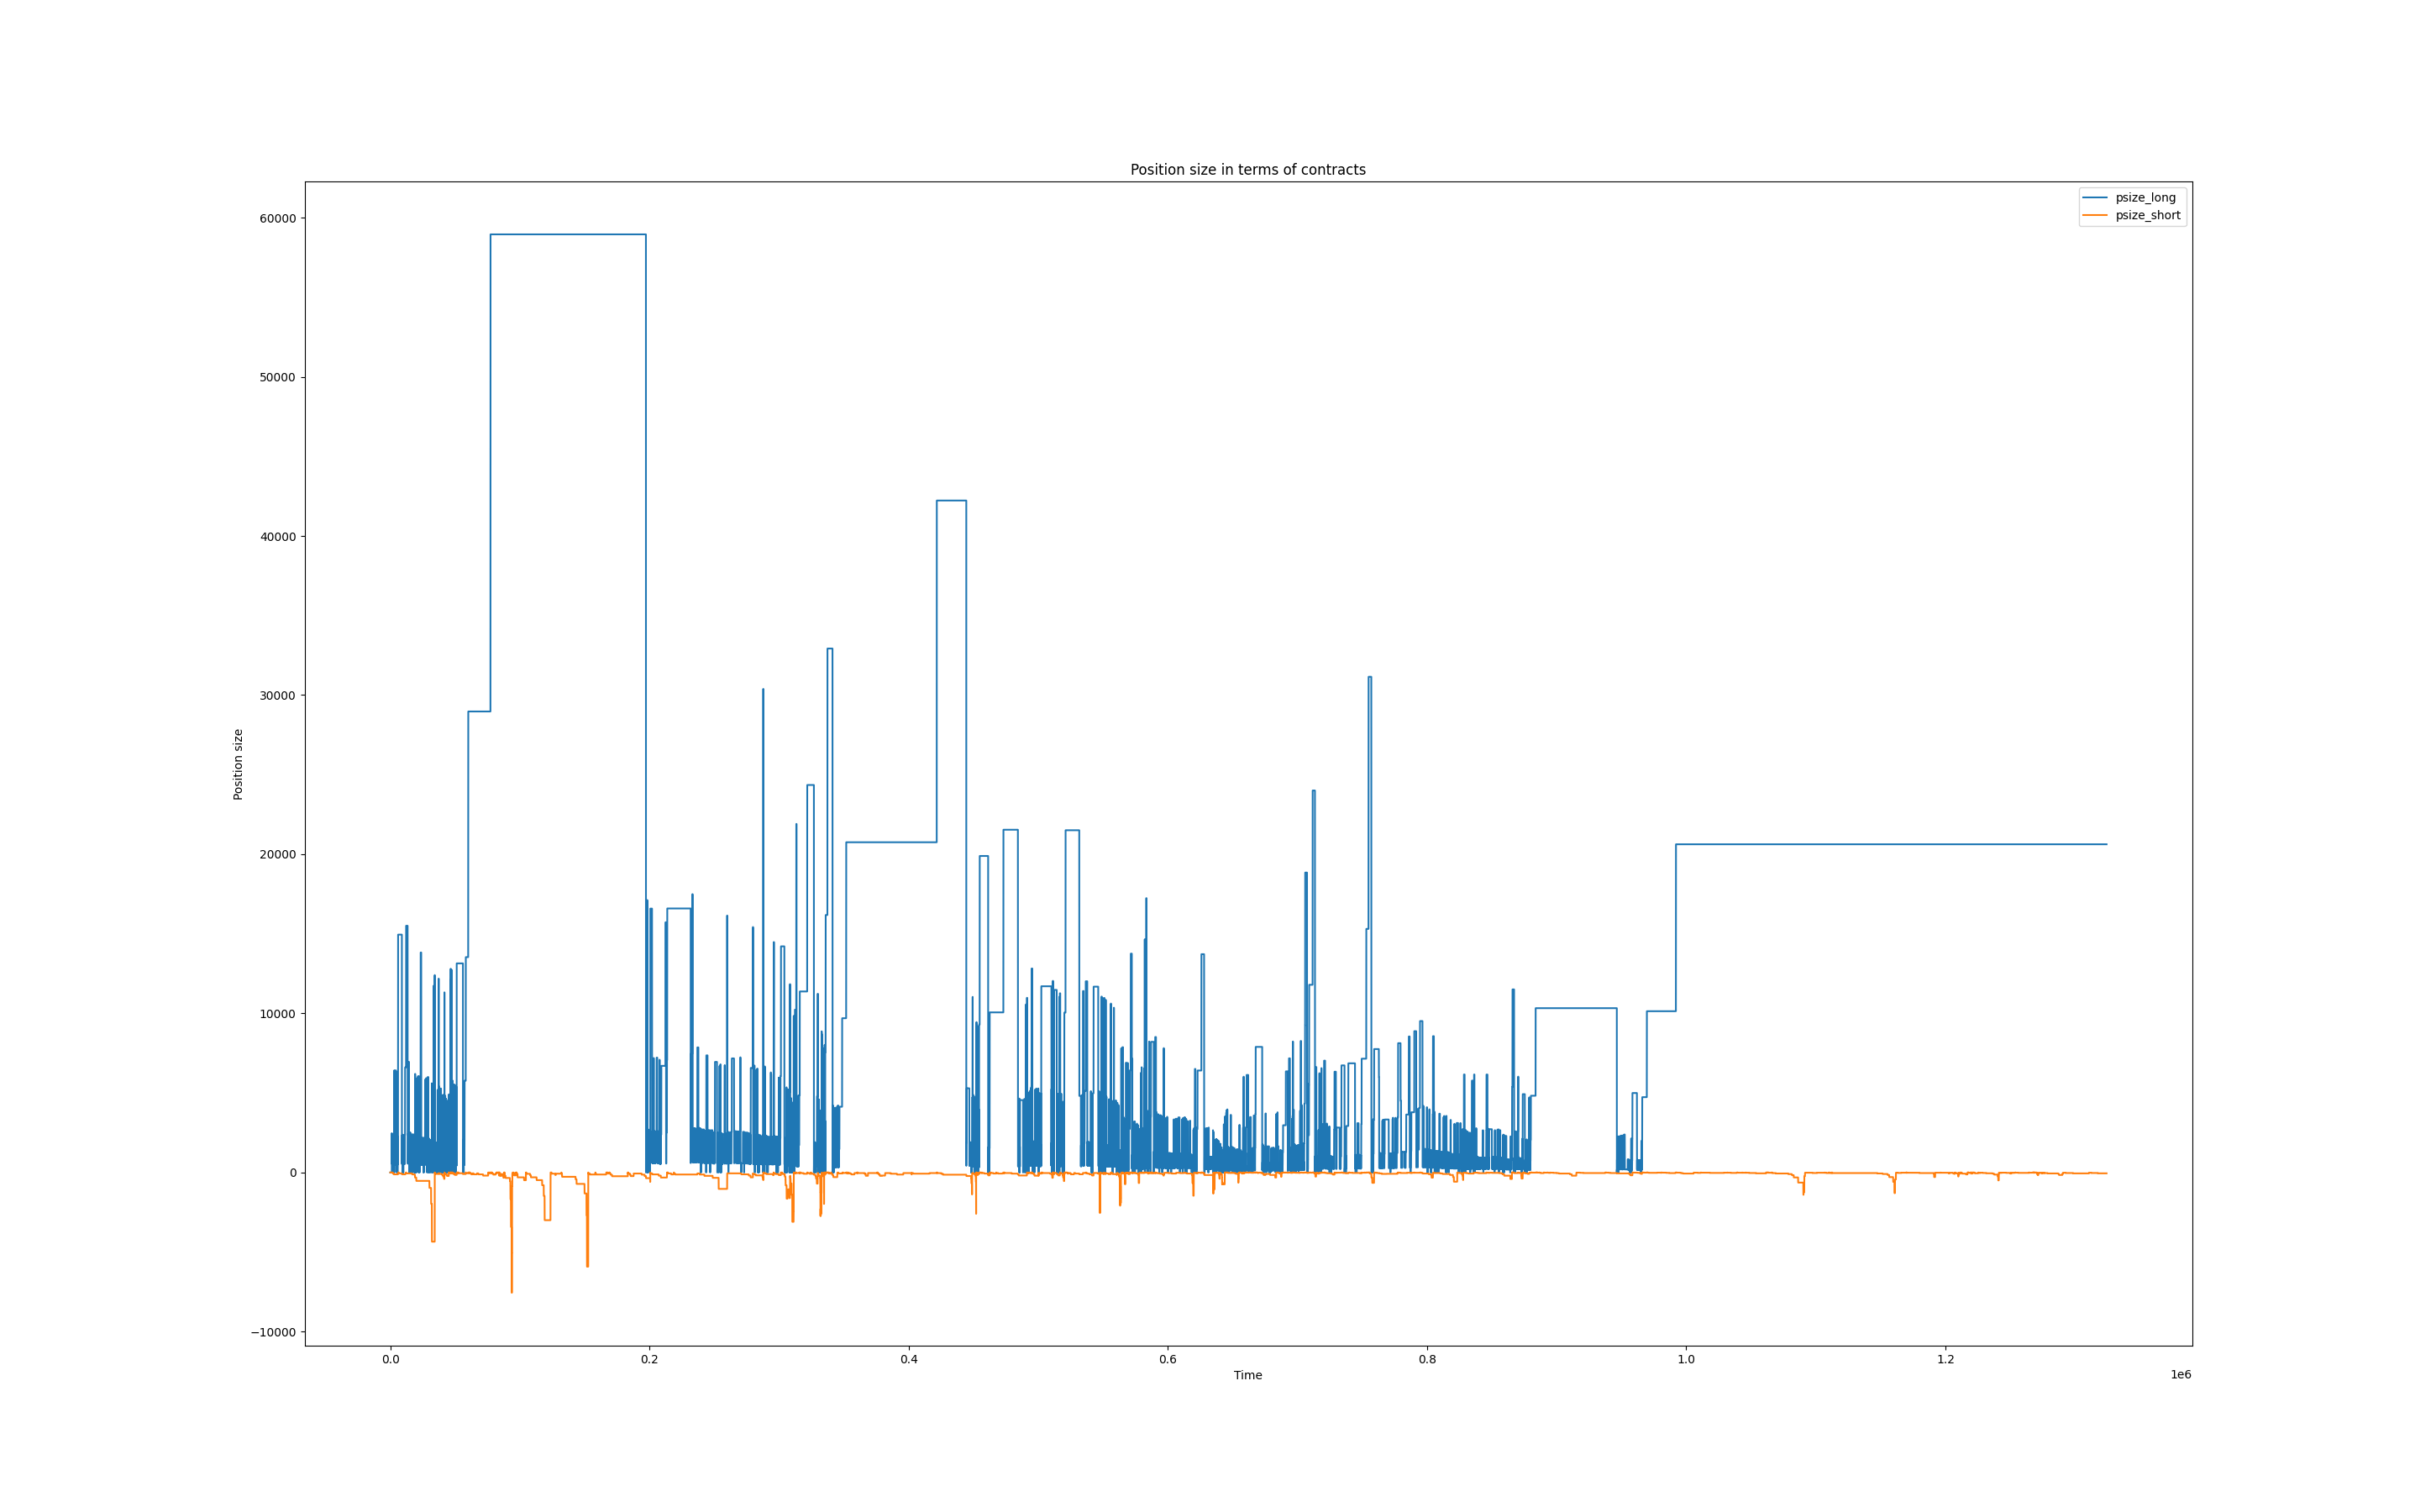 Position size in terms of contracts
psize_long
psize_short
60000
50000
40000
30000
20000
10000
0
−10000
Position size
0.0 0.2 0.4 0.6 0.8 1.0 1.2
Time
1e6